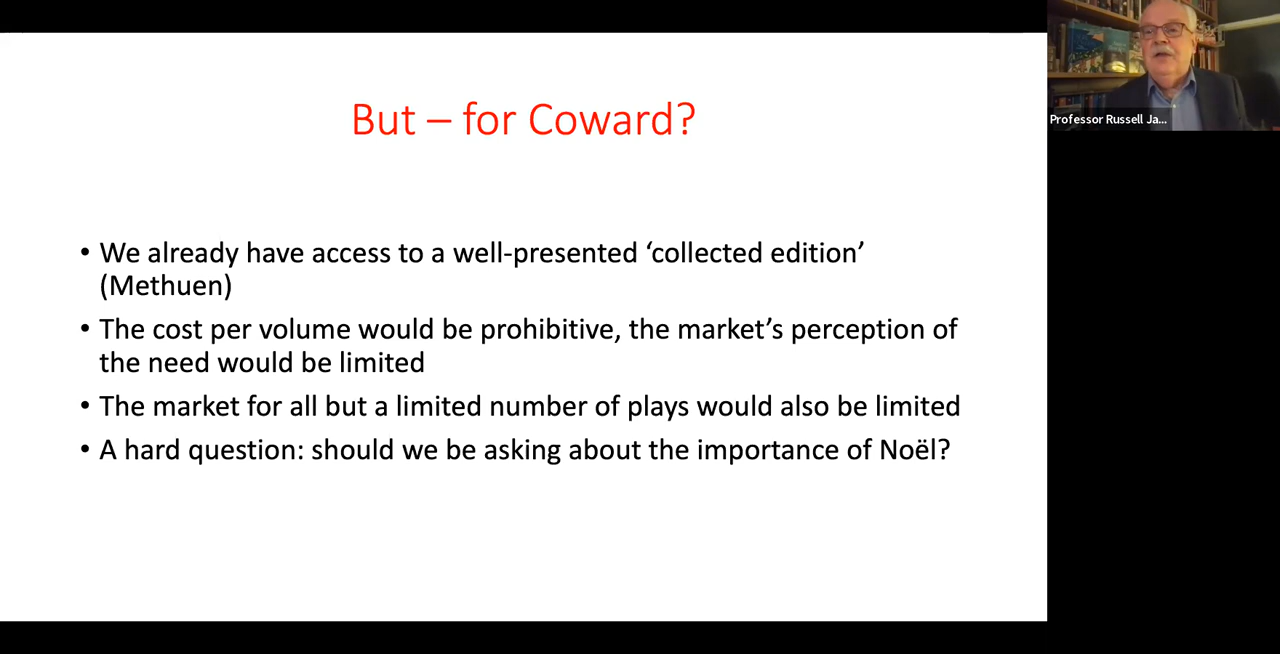 But – for Coward?
• We already have access to a well-presented ‘collected edition’
(Methuen)
• The cost per volume would be prohibitive, the market’s perception of
the need would be limited
• The market for all but a limited number of plays would also be limited
• A hard question: should we be asking about the importance of Noël?
Professor Russell Ja...